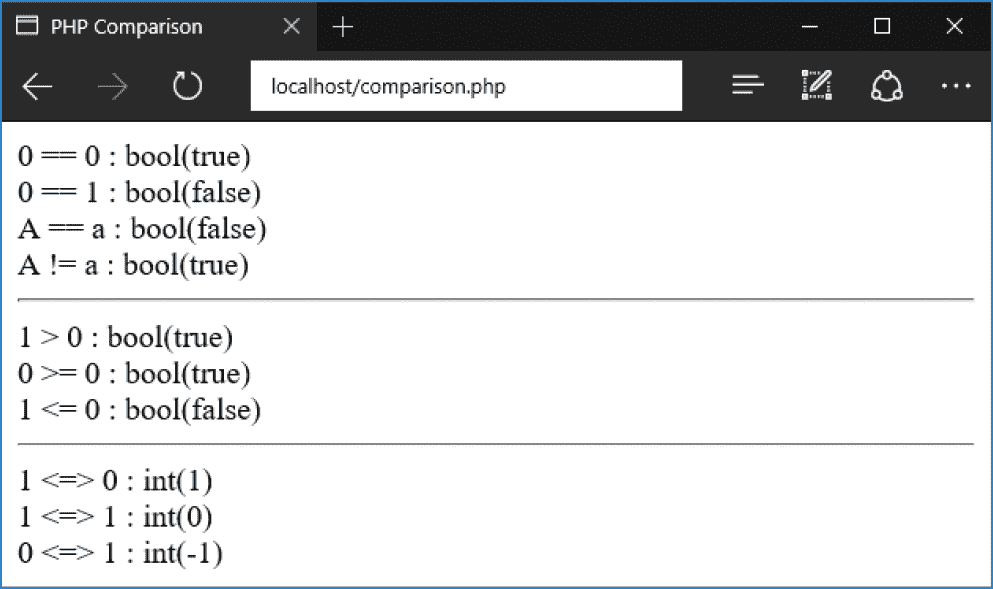 PHP Comparison
localhost/comparison.php
0 == 0 : bool(true)
0 == 1 : bool(false)
A == a : bool(false)
A != a : bool(true)
1 > 0 : bool(true)
0 >= 0 : bool(true)
1 <= 0 : bool(false)
1 <=> 0 : int(1)
1 <=> 1 : int(0)
0 <=> 1 : int(-1)